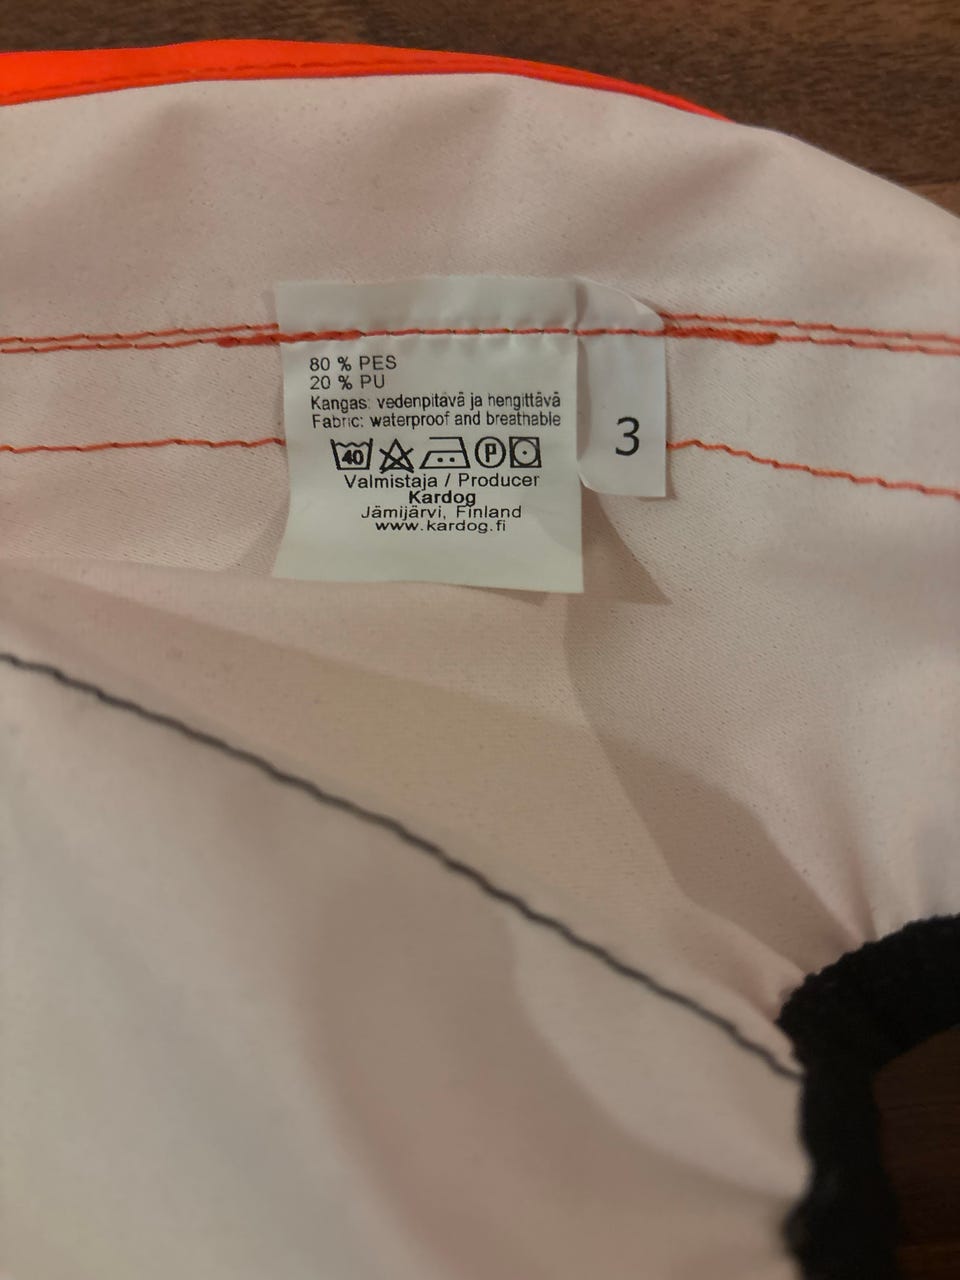 80 % PES
20 % PU
Kangas: vedenpitävä ja hengittävä
Fabric: waterproof and breathable
40 P
Valmistaja / Producer
Kardog
Jämijärvi, Finland
www.kardog.fi
3